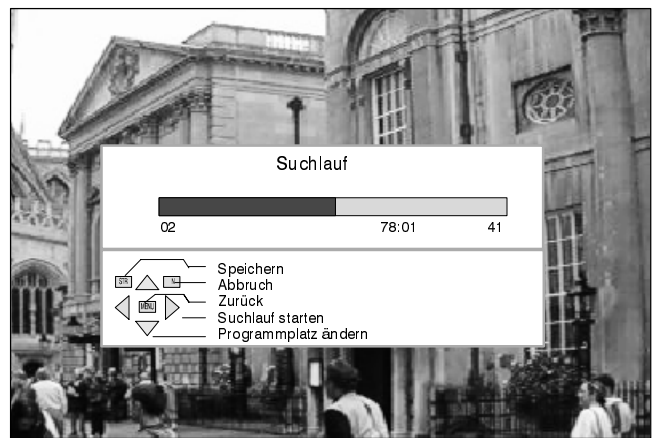 Suchlauf
02 78:01 41
STR
Speichern
Abbruch
MENU
Zurück
Suchlauf starten
Programmplatz ändern